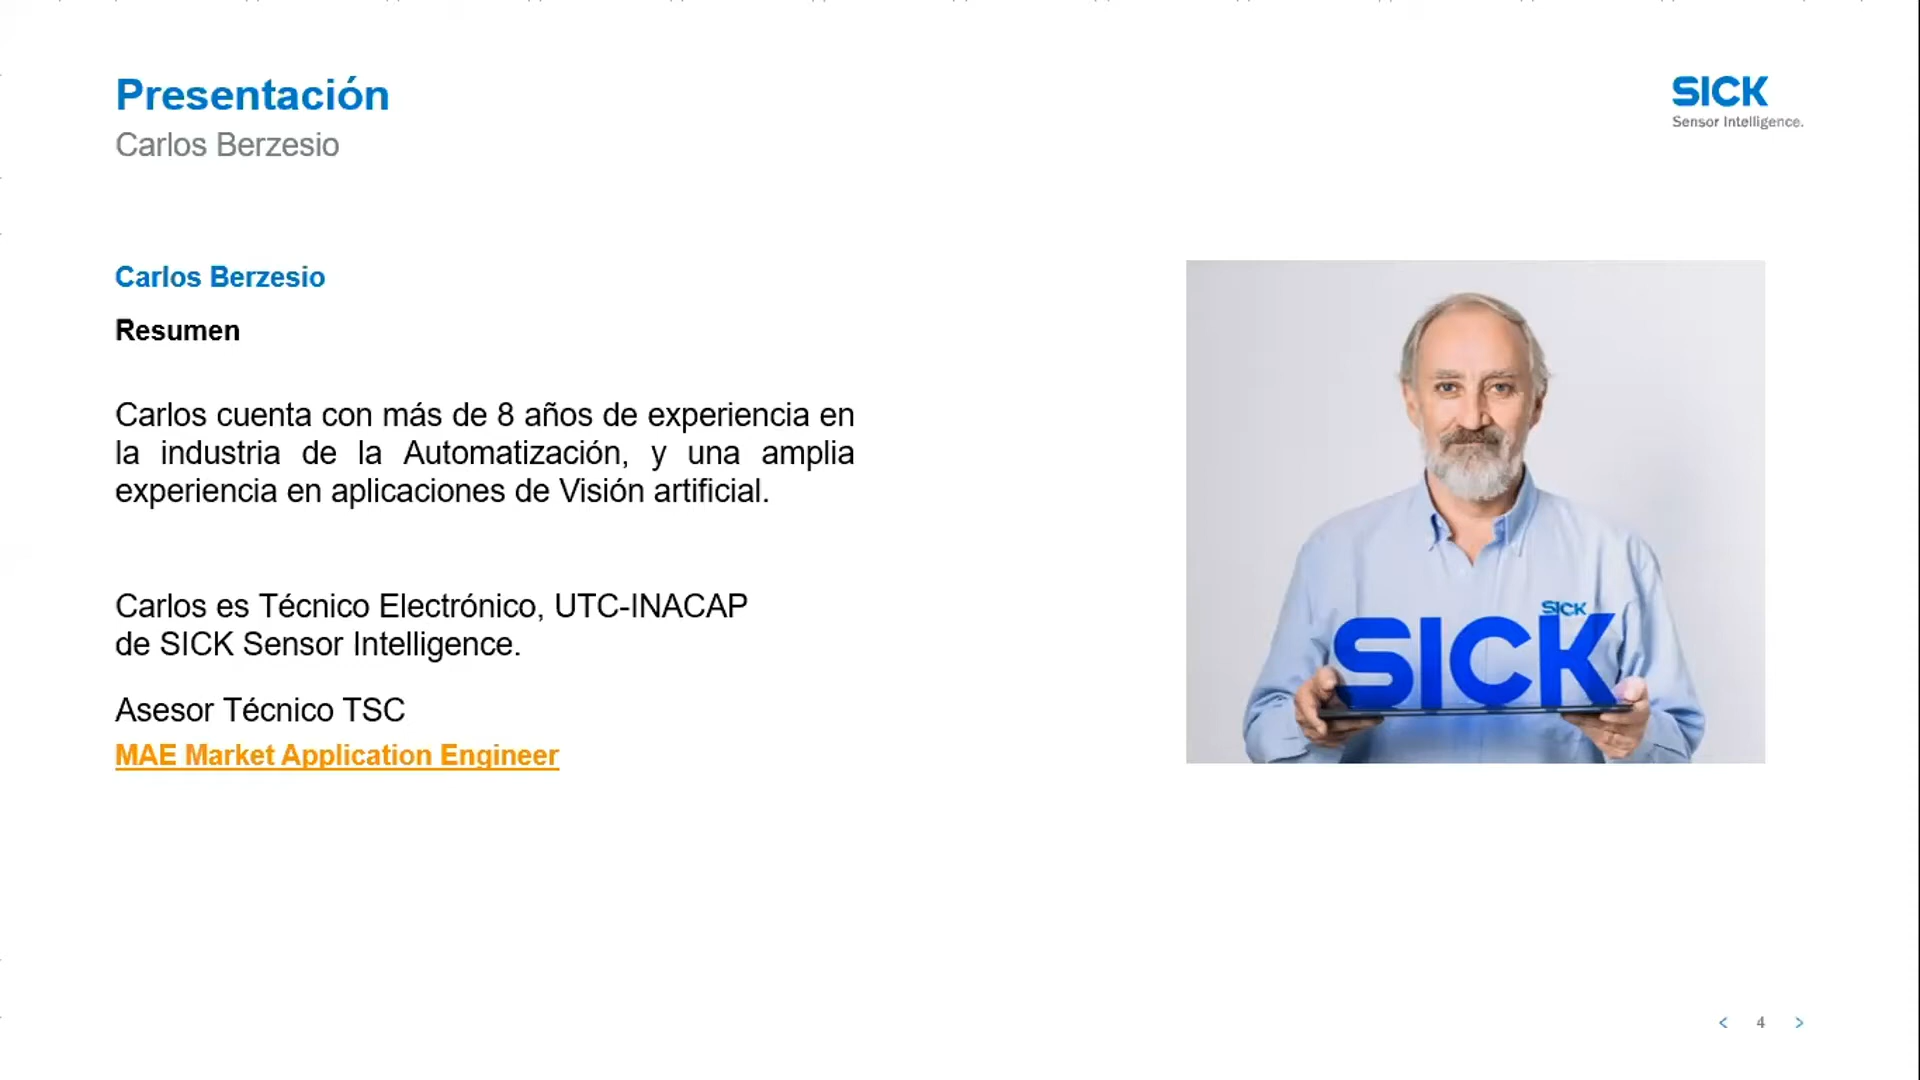 Presentación
Carlos Berzesio
SICK
Sensor Intelligence.
Carlos Berzesio
Resumen
Carlos cuenta con más de 8 años de experiencia en
la industria de la Automatización, y una amplia
experiencia en aplicaciones de Visión artificial.
Carlos es Técnico Electrónico, UTC-INACAP
de SICK Sensor Intelligence.
Asesor Técnico TSC
MAE Market Application Engineer
SICK
SICK
< 4 >